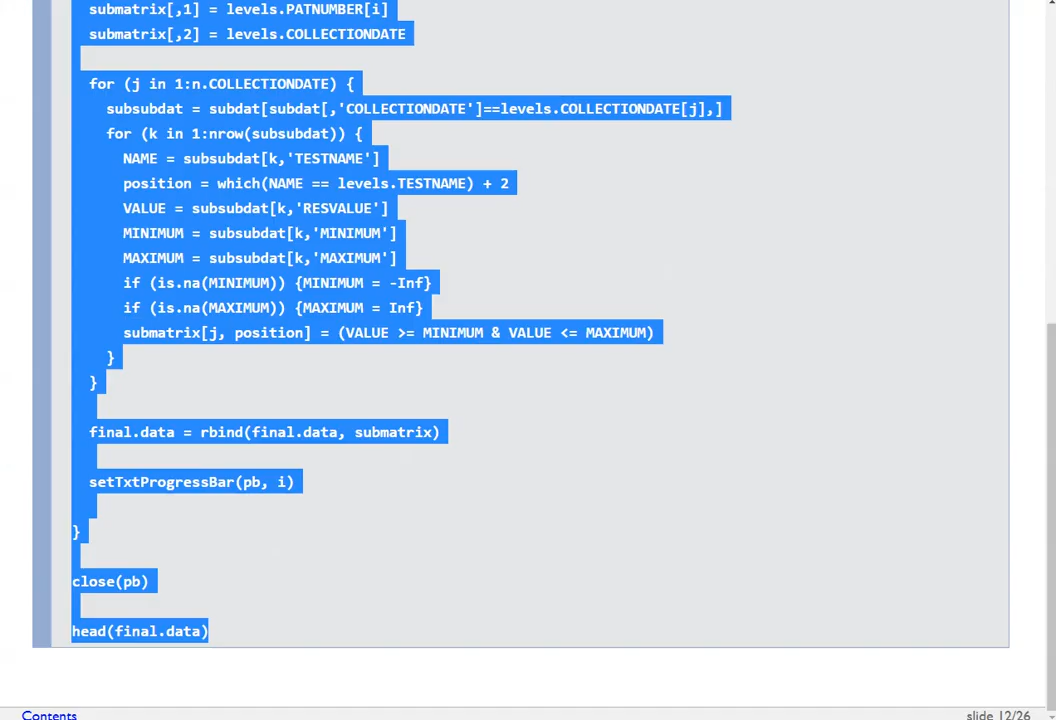 submatrix[,1] = levels.PATNUMBER[i]
submatrix[,2] = levels.COLLECTIONDATE
for (j in 1:n.COLLECTIONDATE) {
subsubdat = subdat[subdat[,'COLLECTIONDATE']==levels.COLLECTIONDATE[j],]
for (k in 1:nrow(subsubdat)) {
NAME = subsubdat[k,'TESTNAME']
position = which(NAME == levels.TESTNAME) + 2
VALUE = subsubdat[k,'RESVALUE']
MINIMUM = subsubdat[k,'MINIMUM']
MAXIMUM = subsubdat[k,'MAXIMUM']
if (is.na(MINIMUM)) {MINIMUM = -Inf}
if (is.na(MAXIMUM)) {MAXIMUM = Inf}
submatrix[j, position] = (VALUE >= MINIMUM & VALUE <= MAXIMUM)
}
}
final.data = rbind(final.data, submatrix)
setTxtProgressBar(pb, i)
}
close(pb)
head(final.data)
Contents
slide 12/26